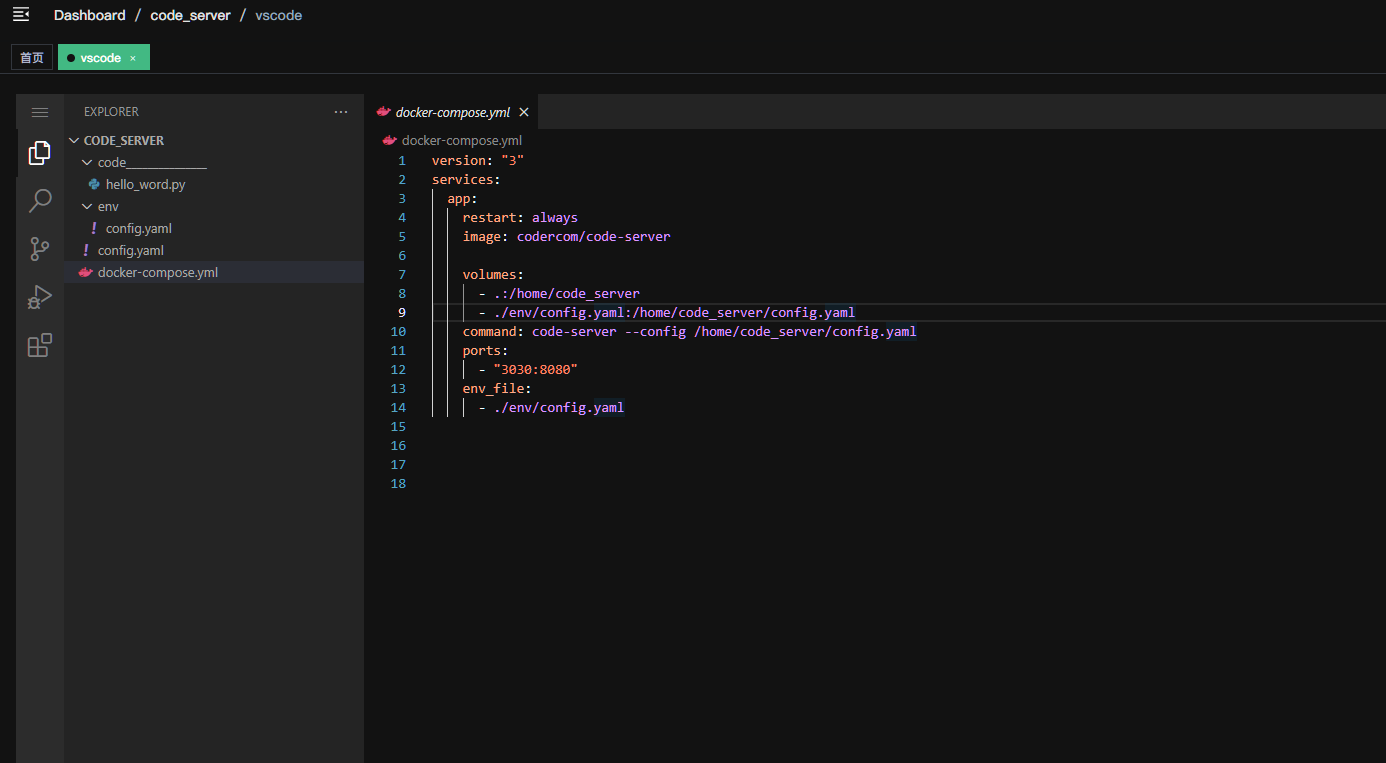 Dashboard / code_server / vscode
首页
vscode ×
EXPLORER ···
CODE_SERVER
code____________
hello_word.py
env
! config.yaml
! config.yaml
docker-compose.yml
docker-compose.yml ×
docker-compose.yml
1 version: "3"
2 services:
3 app:
4 restart: always
5 image: codercom/code-server
6
7 volumes:
8 - .:/home/code_server
9 - ./env/config.yaml:/home/code_server/config.yaml
10 command: code-server --config /home/code_server/config.yaml
11 ports:
12 - "3030:8080"
13 env_file:
14 - ./env/config.yaml
15
16
17
18